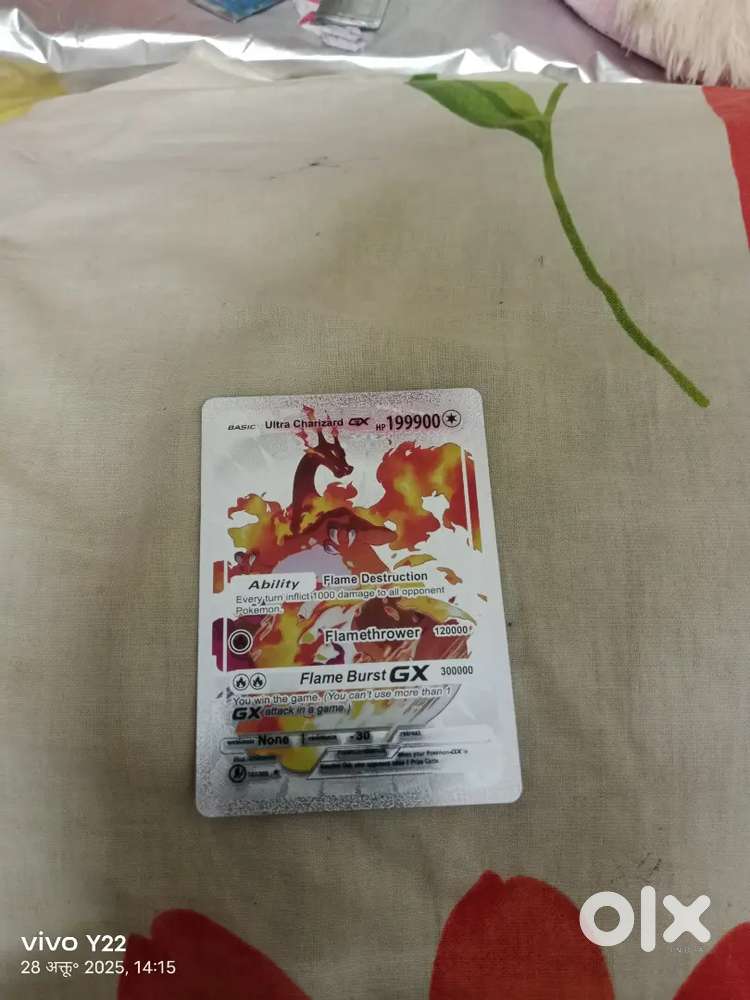 BASIC Ultra Charizard GX HP 199900
Ability Flame Destruction
Every turn inflict 1000 damage to all opponent
Pokemon.
Flamethrower 120000
Flame Burst GX 300000
You win the game. (You can't use more than 1
GX attack in a game.)
None -30
olx
INDIA
vivo Y22
28 अक्तू॰ 2025, 14:15